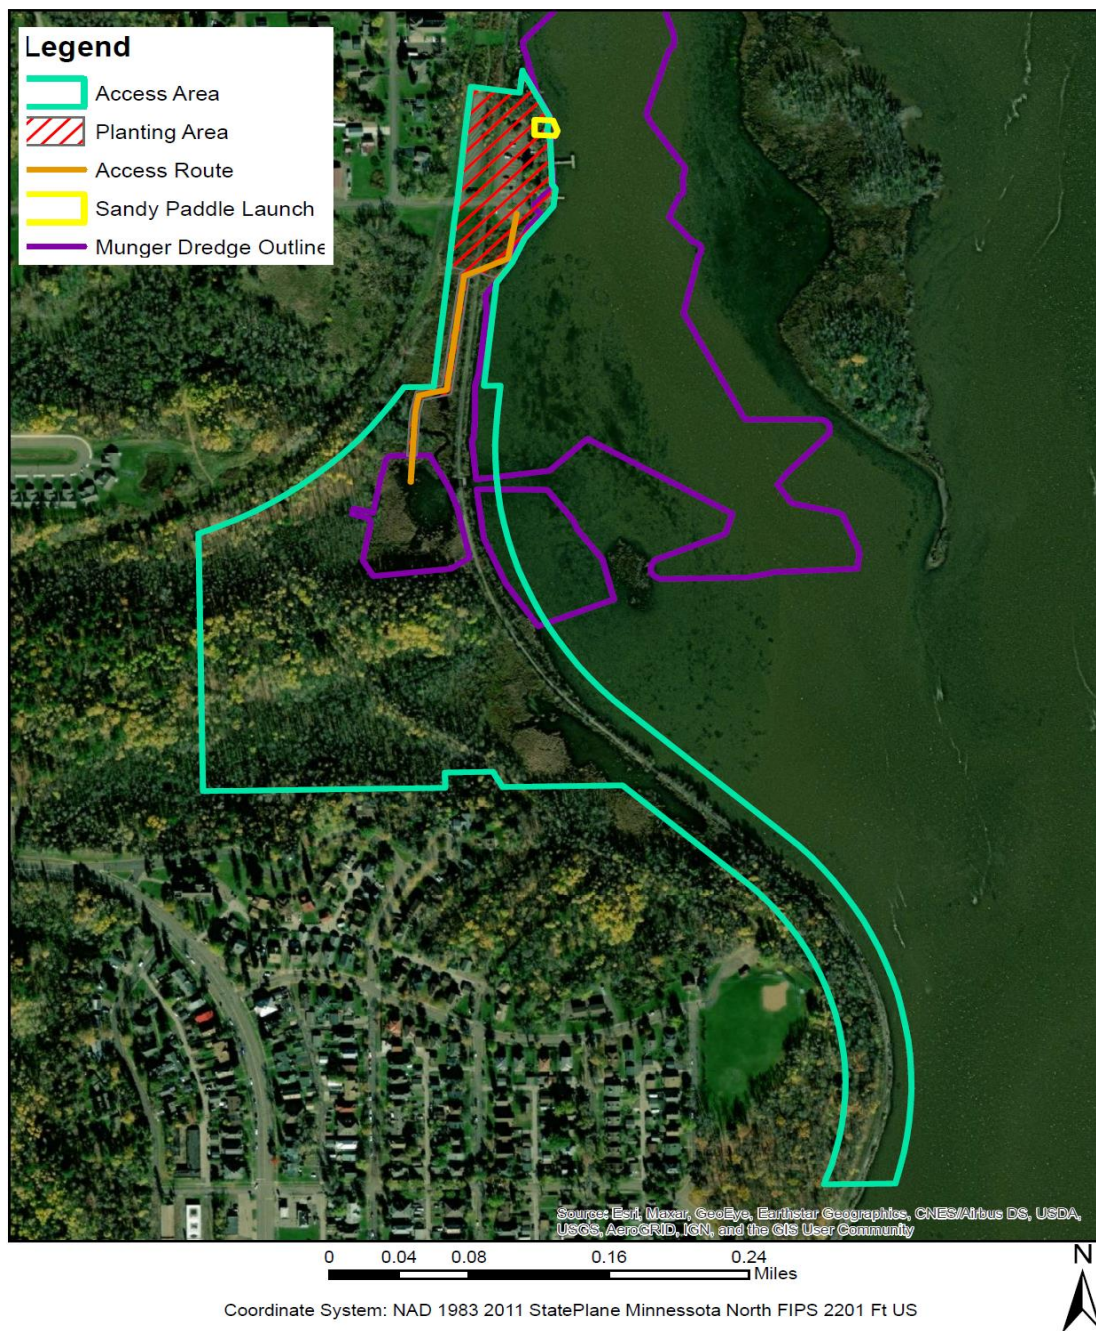 Legend
Access Area
Planting Area
Access Route
Sandy Paddle Launch
Munger Dredge Outline
Source: Esri, Maxar, GeoEye, Earthstar Geographics, CNES/Airbus DS, USDA,
USGS, AeroGRID, IGN, and the GIS User Community
0 0.04 0.08 0.16 0.24
Miles
N
Coordinate System: NAD 1983 2011 StatePlane Minnesota North FIPS 2201 Ft US